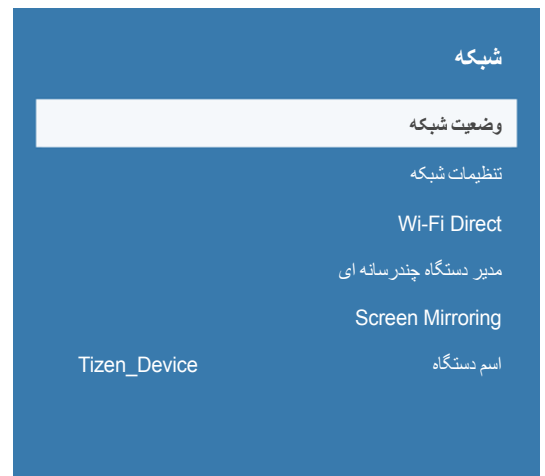 شبکه
وضعیت شبکه
تنظیمات شبکه
Wi-Fi Direct
مدیر دستگاه چندرسانه ای
Screen Mirroring
اسم دستگاه Tizen_Device